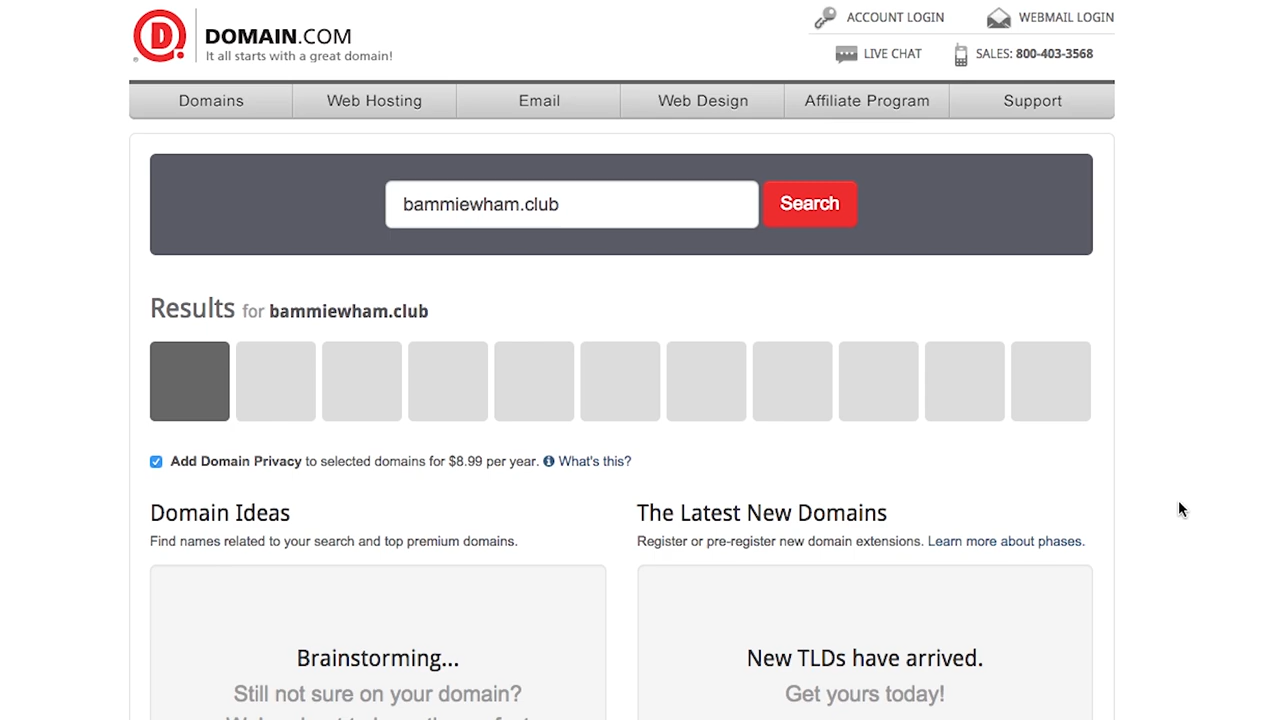 DOMAIN.COM
It all starts with a great domain!
ACCOUNT LOGIN
WEBMAIL LOGIN
LIVE CHAT
SALES: 800-403-3568
Domains
Web Hosting
Email
Web Design
Affiliate Program
Support
bammiewham.club
Search
Results for bammiewham.club
Add Domain Privacy to selected domains for $8.99 per year. What's this?
Domain Ideas
Find names related to your search and top premium domains.
The Latest New Domains
Register or pre-register new domain extensions. Learn more about phases.
Brainstorming...
Still not sure on your domain?
New TLDs have arrived.
Get yours today!